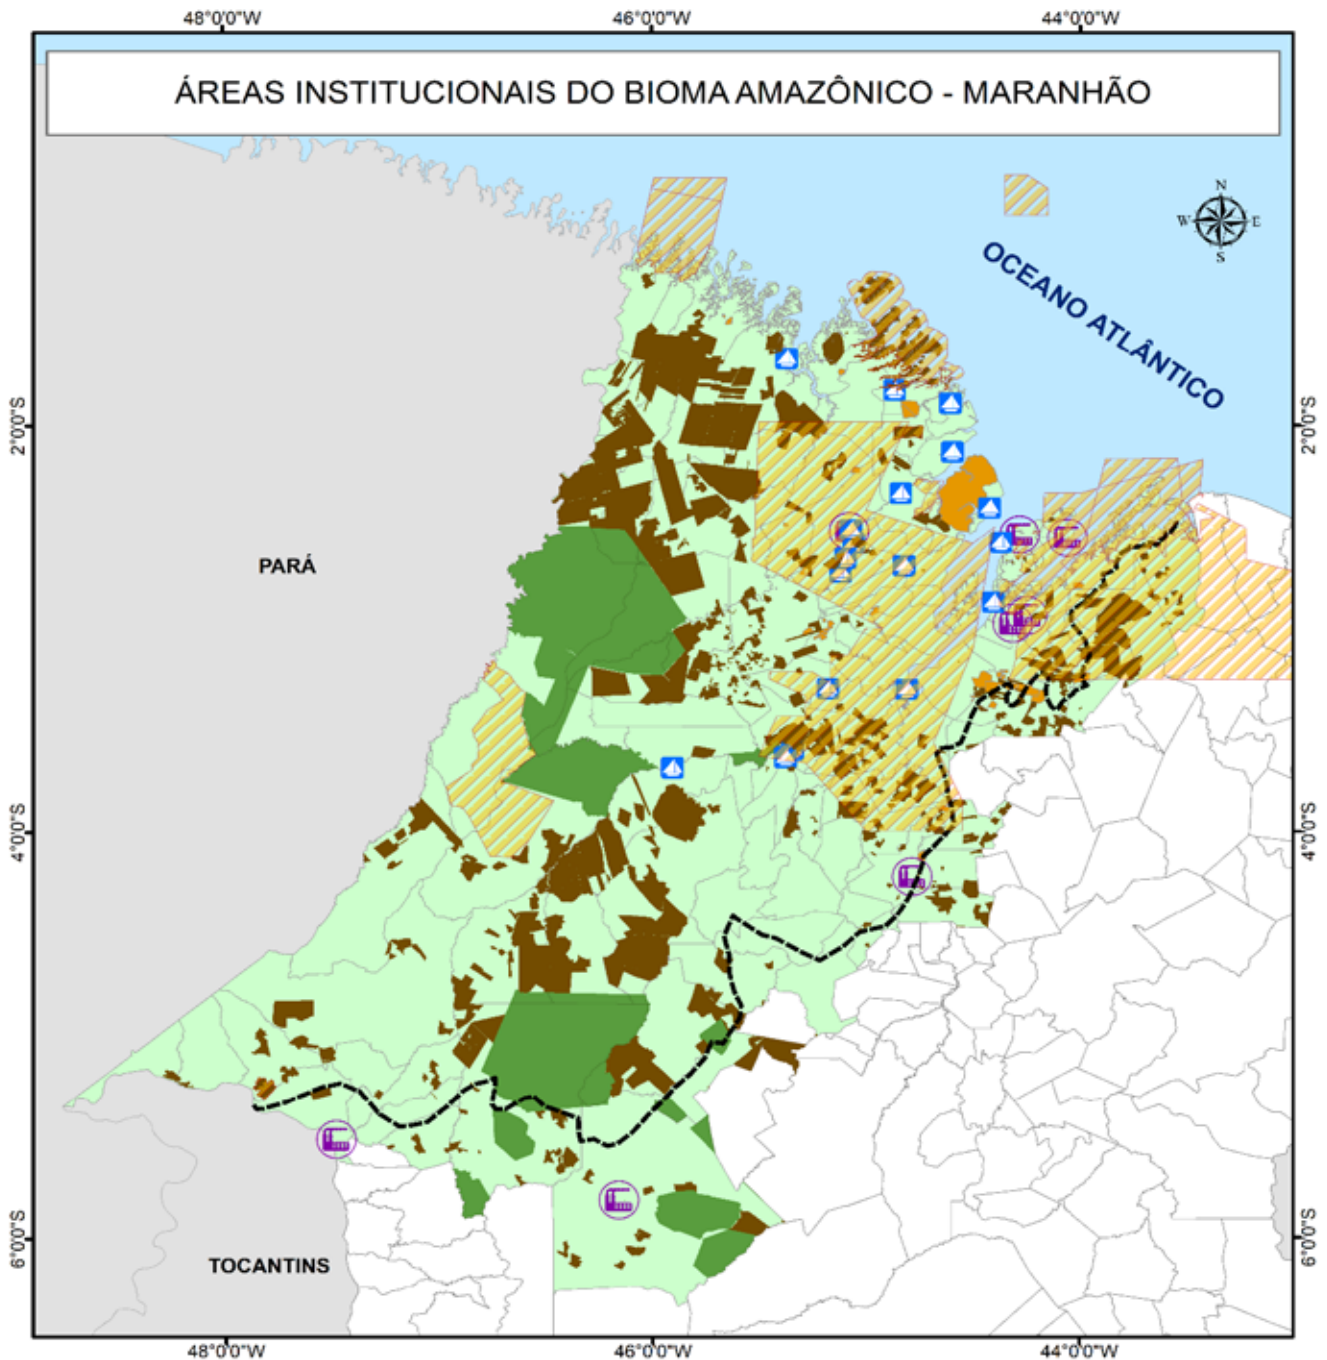 48°0'0"W 46°0'0"W 44°0'0"W
ÁREAS INSTITUCIONAIS DO BIOMA AMAZÔNICO - MARANHÃO
N
W E
S
OCEANO ATLÂNTICO
2°0'0"S 2°0'0"S
PARÁ
4°0'0"S 4°0'0"S
6°0'0"S 6°0'0"S
TOCANTINS
48°0'0"W 46°0'0"W 44°0'0"W